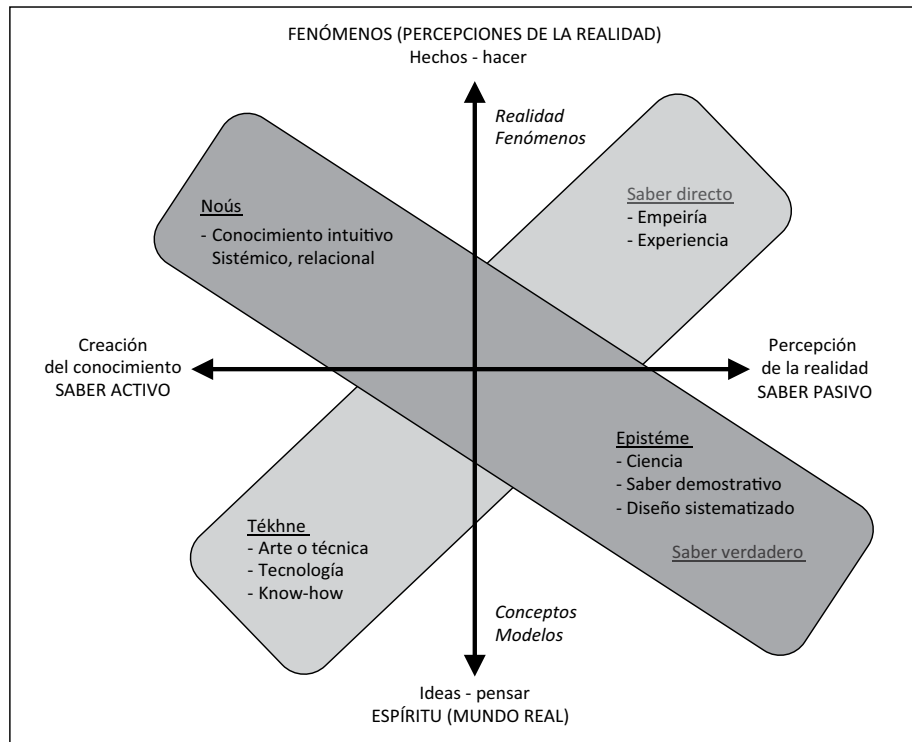 FENÓMENOS (PERCEPCIONES DE LA REALIDAD)
Hechos - hacer
Realidad
Fenómenos
Noús
- Conocimiento intuitivo
Sistémico, relacional
Saber directo
- Empeiría
- Experiencia
Creación
del conocimiento
SABER ACTIVO
Percepción
de la realidad
SABER PASIVO
Epistéme
- Ciencia
- Saber demostrativo
- Diseño sistematizado
Saber verdadero
Tékhne
- Arte o técnica
- Tecnología
- Know-how
Conceptos
Modelos
Ideas - pensar
ESPÍRITU (MUNDO REAL)